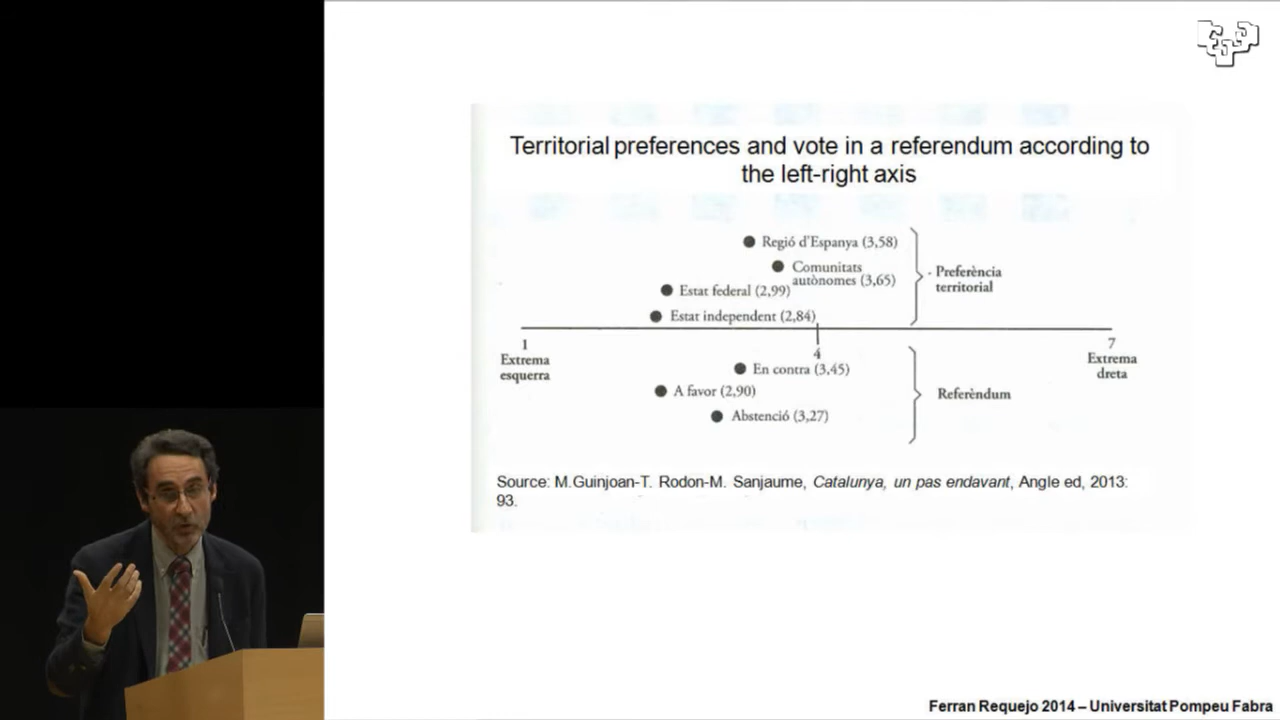 Territorial preferences and vote in a referendum according to
the left-right axis
Regió d'Espanya (3,58)
Comunitats
autònomes (3,65)
Estat federal (2,99)
Estat independent (2,84)
- Preferència
territorial
1
Extrema
esquerra
4
7
Extrema
dreta
En contra (3,45)
A favor (2,90)
Abstenció (3,27)
Referèndum
Source: M.Guinjoan-T. Rodon-M. Sanjaume, Catalunya, un pas endavant, Angle ed, 2013:
93.
Ferran Requejo 2014 – Universitat Pompeu Fabra